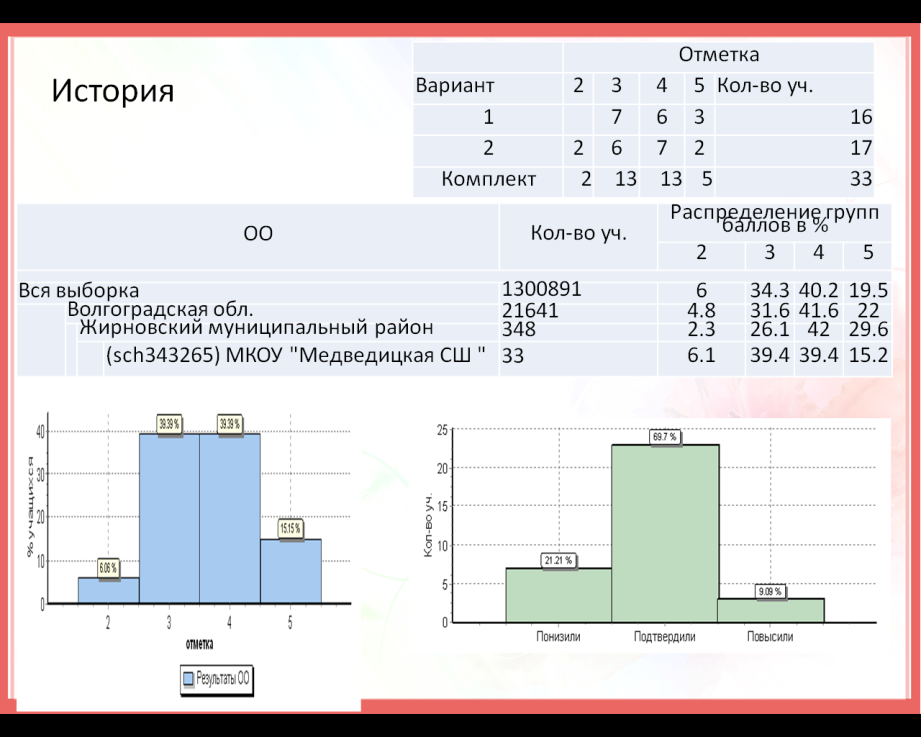 История
Отметка
Вариант 2 3 4 5 Кол-во уч.
1 7 6 3 16
2 2 6 7 2 17
Комплект 2 13 13 5 33
ОО Кол-во уч. Распределение групп
баллов в %
2 3 4 5
Вся выборка 1300891 6 34.3 40.2 19.5
Волгоградская обл. 21641 4.8 31.6 41.6 22
Жирновский муниципальный район 348 2.3 26.1 42 29.6
(sch343265) МКОУ "Медведицкая СШ " 33 6.1 39.4 39.4 15.2
% учащихся
40
30
20
10
0
39.39 %
39.39 %
15.15 %
6.06 %
2 3 4 5
отметка
Результаты ОО
Кол-во уч.
25
20
15
10
5
0
69.7 %
21.21 %
9.09 %
Понизили Подтвердили Повысили